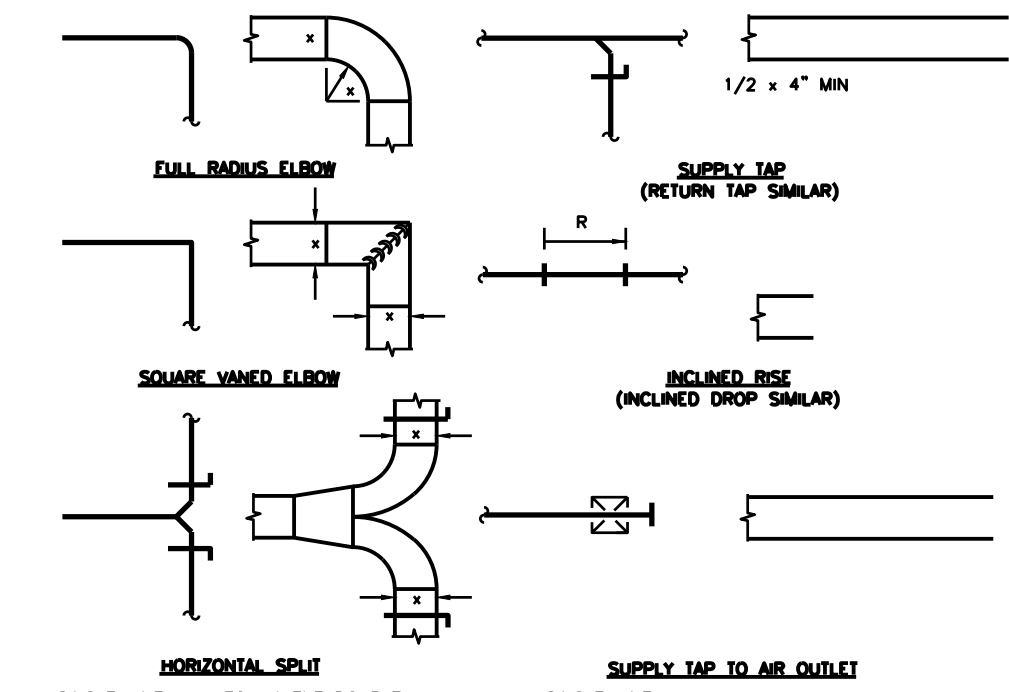 x
x
1/2 x 4" MIN
FULL RADIUS ELBOW
SUPPLY TAP
(RETURN TAP SIMILAR)
R
x
x
SQUARE VANED ELBOW
INCLINED RISE
(INCLINED DROP SIMILAR)
x
x
HORIZONTAL SPLIT
SUPPLY TAP TO AIR OUTLET